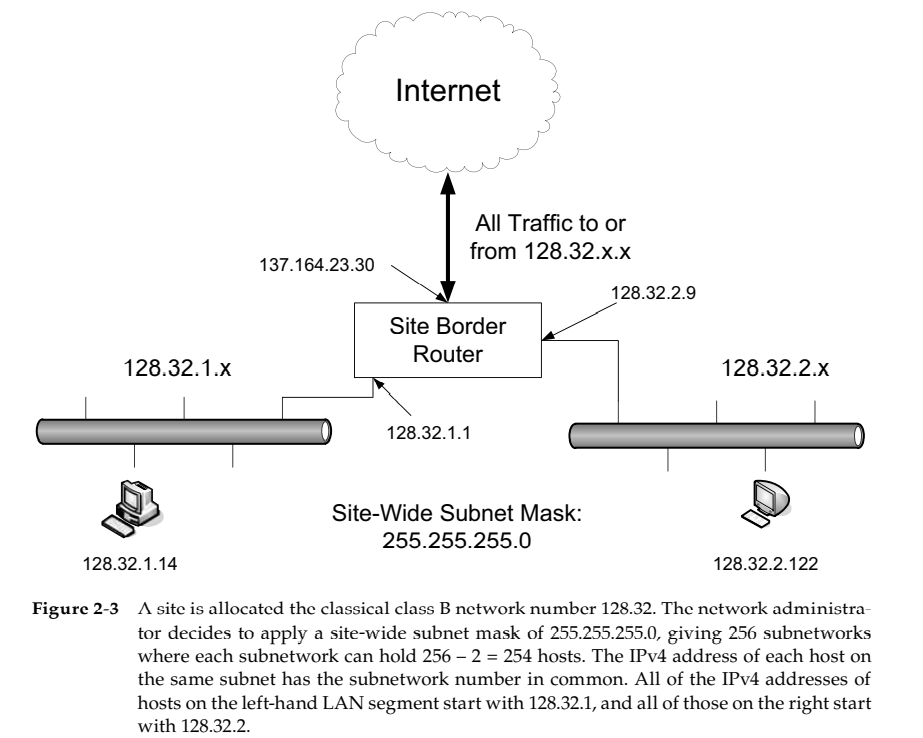 Internet
All Traffic to or
from 128.32.x.x
137.164.23.30
128.32.2.9
Site Border
Router
128.32.1.x
128.32.2.x
128.32.1.1
Site-Wide Subnet Mask:
255.255.255.0
128.32.1.14
128.32.2.122
Figure 2-3 A site is allocated the classical class B network number 128.32. The network administra-
tor decides to apply a site-wide subnet mask of 255.255.255.0, giving 256 subnetworks
where each subnetwork can hold 256 – 2 = 254 hosts. The IPv4 address of each host on
the same subnet has the subnetwork number in common. All of the IPv4 addresses of
hosts on the left-hand LAN segment start with 128.32.1, and all of those on the right start
with 128.32.2.